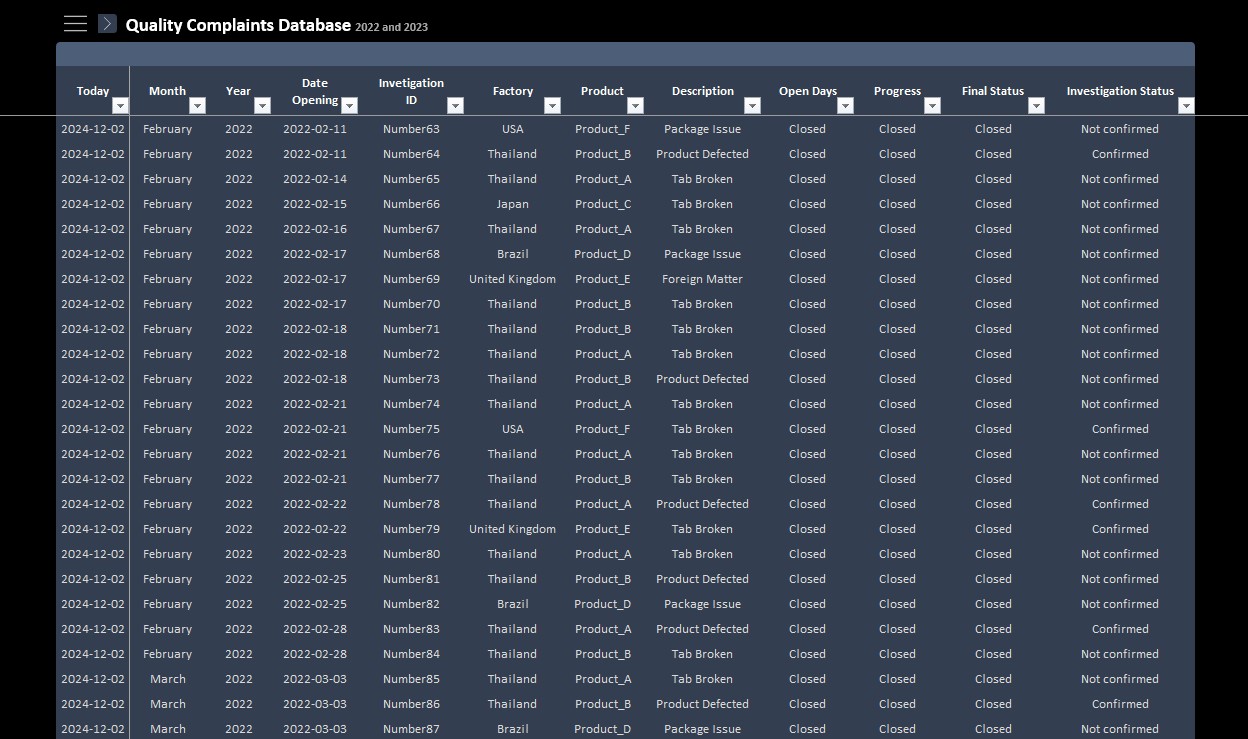 Quality Complaints Database 2022 and 2023
Today Month Year Date Opening Invetigation ID Factory Product Description Open Days Progress Final Status Investigation Status
2024-12-02 February 2022 2022-02-11 Number63 USA Product_F Package Issue Closed Closed Closed Not confirmed
2024-12-02 February 2022 2022-02-11 Number64 Thailand Product_B Product Defected Closed Closed Closed Confirmed
2024-12-02 February 2022 2022-02-14 Number65 Thailand Product_A Tab Broken Closed Closed Closed Not confirmed
2024-12-02 February 2022 2022-02-15 Number66 Japan Product_C Tab Broken Closed Closed Closed Not confirmed
2024-12-02 February 2022 2022-02-16 Number67 Thailand Product_A Tab Broken Closed Closed Closed Not confirmed
2024-12-02 February 2022 2022-02-17 Number68 Brazil Product_D Package Issue Closed Closed Closed Not confirmed
2024-12-02 February 2022 2022-02-17 Number69 United Kingdom Product_E Foreign Matter Closed Closed Closed Not confirmed
2024-12-02 February 2022 2022-02-17 Number70 Thailand Product_B Tab Broken Closed Closed Closed Not confirmed
2024-12-02 February 2022 2022-02-18 Number71 Thailand Product_B Tab Broken Closed Closed Closed Not confirmed
2024-12-02 February 2022 2022-02-18 Number72 Thailand Product_A Tab Broken Closed Closed Closed Not confirmed
2024-12-02 February 2022 2022-02-18 Number73 Thailand Product_B Product Defected Closed Closed Closed Not confirmed
2024-12-02 February 2022 2022-02-21 Number74 Thailand Product_A Tab Broken Closed Closed Closed Not confirmed
2024-12-02 February 2022 2022-02-21 Number75 USA Product_F Tab Broken Closed Closed Closed Confirmed
2024-12-02 February 2022 2022-02-21 Number76 Thailand Product_A Tab Broken Closed Closed Closed Not confirmed
2024-12-02 February 2022 2022-02-21 Number77 Thailand Product_B Tab Broken Closed Closed Closed Not confirmed
2024-12-02 February 2022 2022-02-22 Number78 Thailand Product_A Product Defected Closed Closed Closed Confirmed
2024-12-02 February 2022 2022-02-22 Number79 United Kingdom Product_E Tab Broken Closed Closed Closed Confirmed
2024-12-02 February 2022 2022-02-23 Number80 Thailand Product_A Tab Broken Closed Closed Closed Not confirmed
2024-12-02 February 2022 2022-02-25 Number81 Thailand Product_B Product Defected Closed Closed Closed Not confirmed
2024-12-02 February 2022 2022-02-25 Number82 Brazil Product_D Package Issue Closed Closed Closed Not confirmed
2024-12-02 February 2022 2022-02-28 Number83 Thailand Product_A Product Defected Closed Closed Closed Confirmed
2024-12-02 February 2022 2022-02-28 Number84 Thailand Product_B Tab Broken Closed Closed Closed Not confirmed
2024-12-02 March 2022 2022-03-03 Number85 Thailand Product_A Tab Broken Closed Closed Closed Not confirmed
2024-12-02 March 2022 2022-03-03 Number86 Thailand Product_B Product Defected Closed Closed Closed Confirmed
2024-12-02 March 2022 2022-03-03 Number87 Brazil Product_D Package Issue Closed Closed Closed Not confirmed